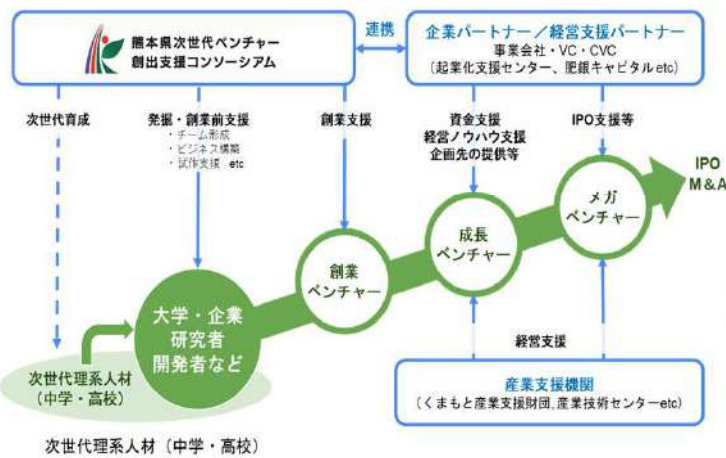 熊本県次世代ベンチャー
創出支援コンソーシアム
連携
企業パートナー／経営支援パートナー
事業会社・VC・CVC
（起業化支援センター、肥銀キャピタルetc）
次世代育成
発掘・創業前支援
・チーム形成
・ビジネス構築
・試作支援 etc
創業支援
資金支援
経営ノウハウ支援
企画先の提供等
IPO支援等
IPO
M＆A
メガ
ベンチャー
成長
ベンチャー
創業
ベンチャー
大学・企業
研究者
開発者など
次世代理系人材
（中学・高校）
経営支援
産業支援機関
（くまもと産業支援財団,産業技術センターetc）
次世代理系人材（中学・高校）